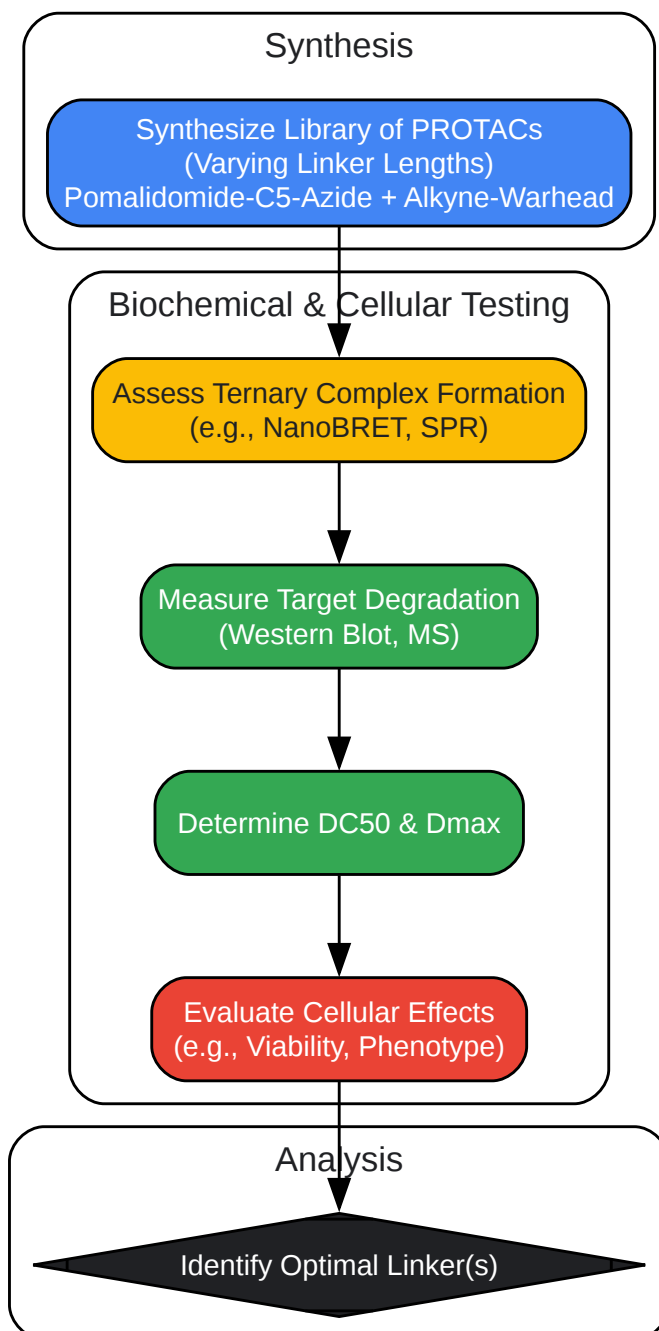 Synthesis
Synthesize Library of PROTACs
(Varying Linker Lengths)
Pomalidomide-C5-Azide + Alkyne-Warhead
Biochemical & Cellular Testing
Assess Ternary Complex Formation
(e.g., NanoBRET, SPR)
Measure Target Degradation
(Western Blot, MS)
Determine DC50 & Dmax
Evaluate Cellular Effects
(e.g., Viability, Phenotype)
Analysis
Identify Optimal Linker(s)